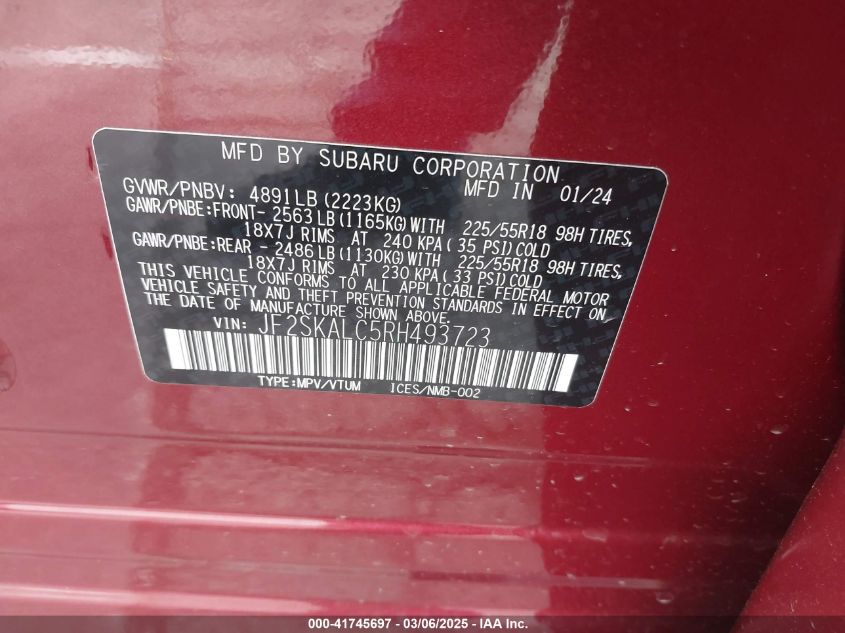 MFD BY SUBARU CORPORATION
GVWR/PNBV: 4891LB (2223KG) MFD IN 01/24
GAWR/PNBE:FRONT- 2563 LB (1165KG) WITH 225/55R18 98H TIRES,
18X7J RIMS AT 240 KPA ( 35 PSI) COLD
GAWR/PNBE:REAR - 2486 LB (1130KG) WITH 225/55R18 98H TIRES,
18X7J RIMS AT 230 KPA ( 33 PSI) COLD
THIS VEHICLE CONFORMS TO ALL APPLICABLE FEDERAL MOTOR
VEHICLE SAFETY AND THEFT PREVENTION STANDARDS IN EFFECT ON
THE DATE OF MANUFACTURE SHOWN ABOVE.
VIN: JF2SKALC5RH493723
TYPE:MPV/VTUM ICES/NMB-002
000-41745697 - 03/06/2025 - IAA Inc.